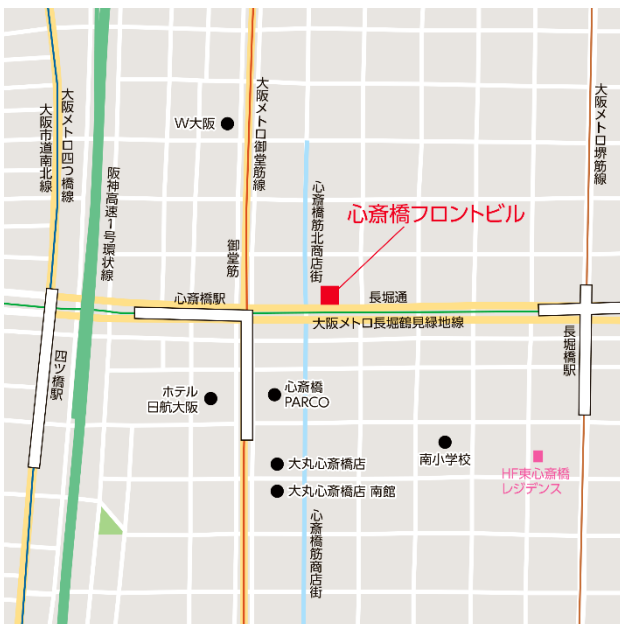 大阪市道南北線
大阪メトロ四つ橋線
阪神高速1号環状線
W大阪
大阪メトロ御堂筋線
御堂筋
心斎橋筋北商店街
心斎橋フロントビル
大阪メトロ堺筋線
心斎橋駅
長堀通
大阪メトロ長堀鶴見緑地線
四ツ橋駅
長堀橋駅
ホテル
日航大阪
心斎橋
PARCO
大丸心斎橋店
大丸心斎橋店 南館
南小学校
HF東心斎橋
レジデンス
心斎橋筋商店街